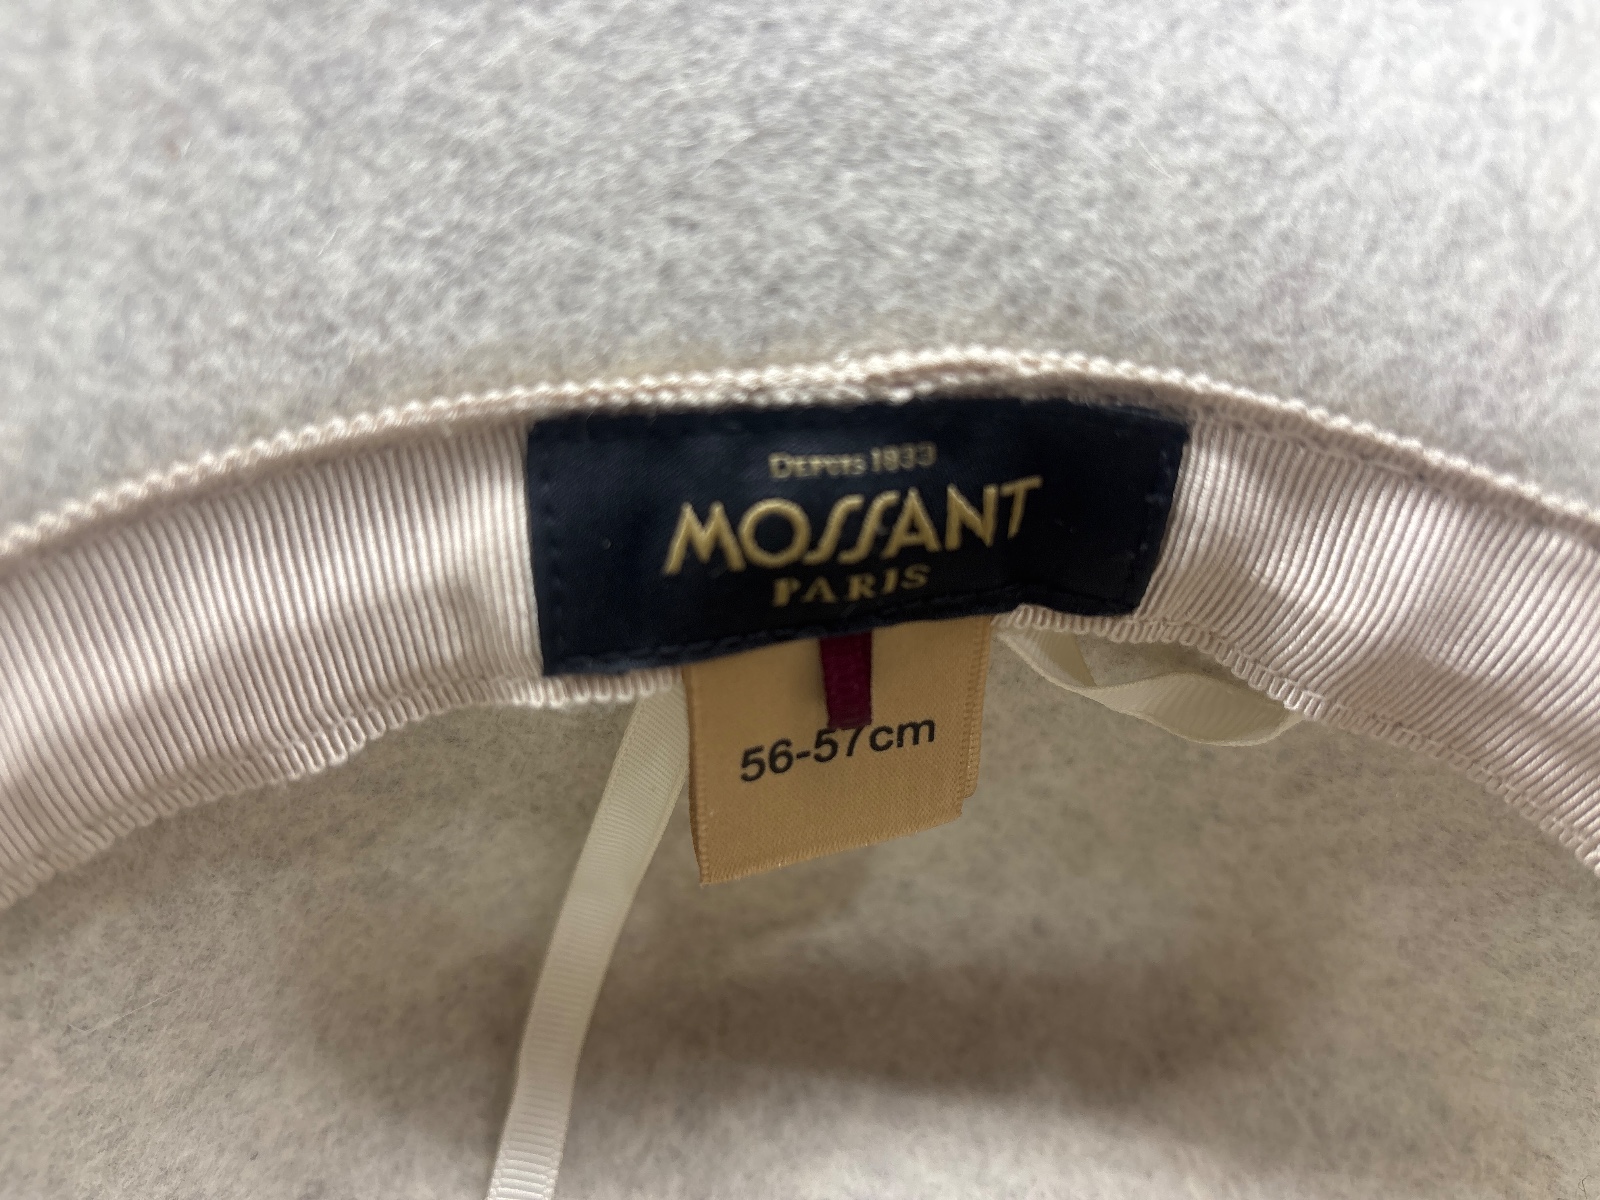 DEPUIS 1833
MOSSANT
PARIS
56-57cm